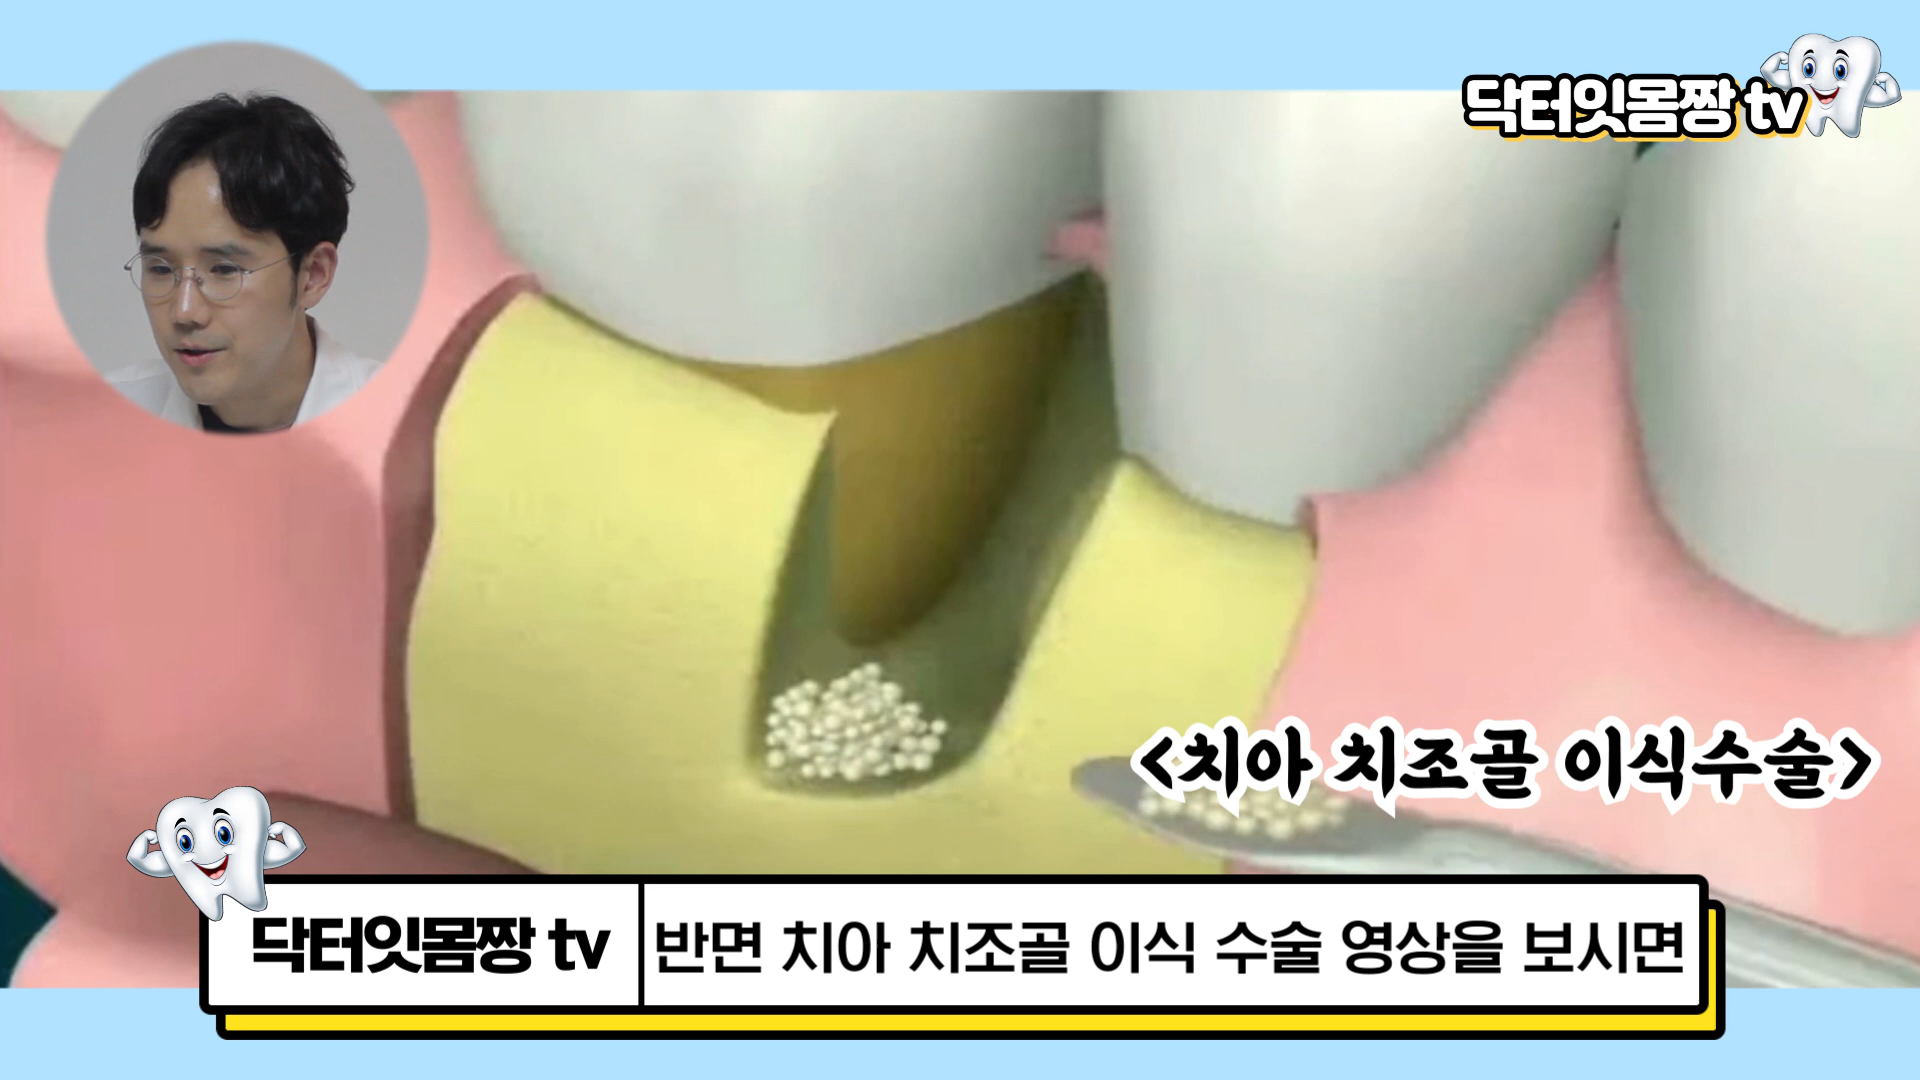 닥터잇몸짱 tv
<치아 치조골 이식수술>
닥터잇몸짱 tv
반면 치아 치조골 이식 수술 영상을 보시면